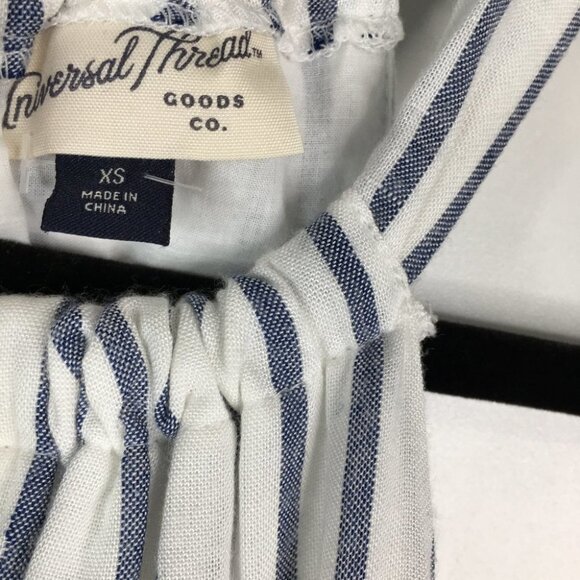 Universal Thread™
GOODS
CO.
XS
MADE IN
CHINA